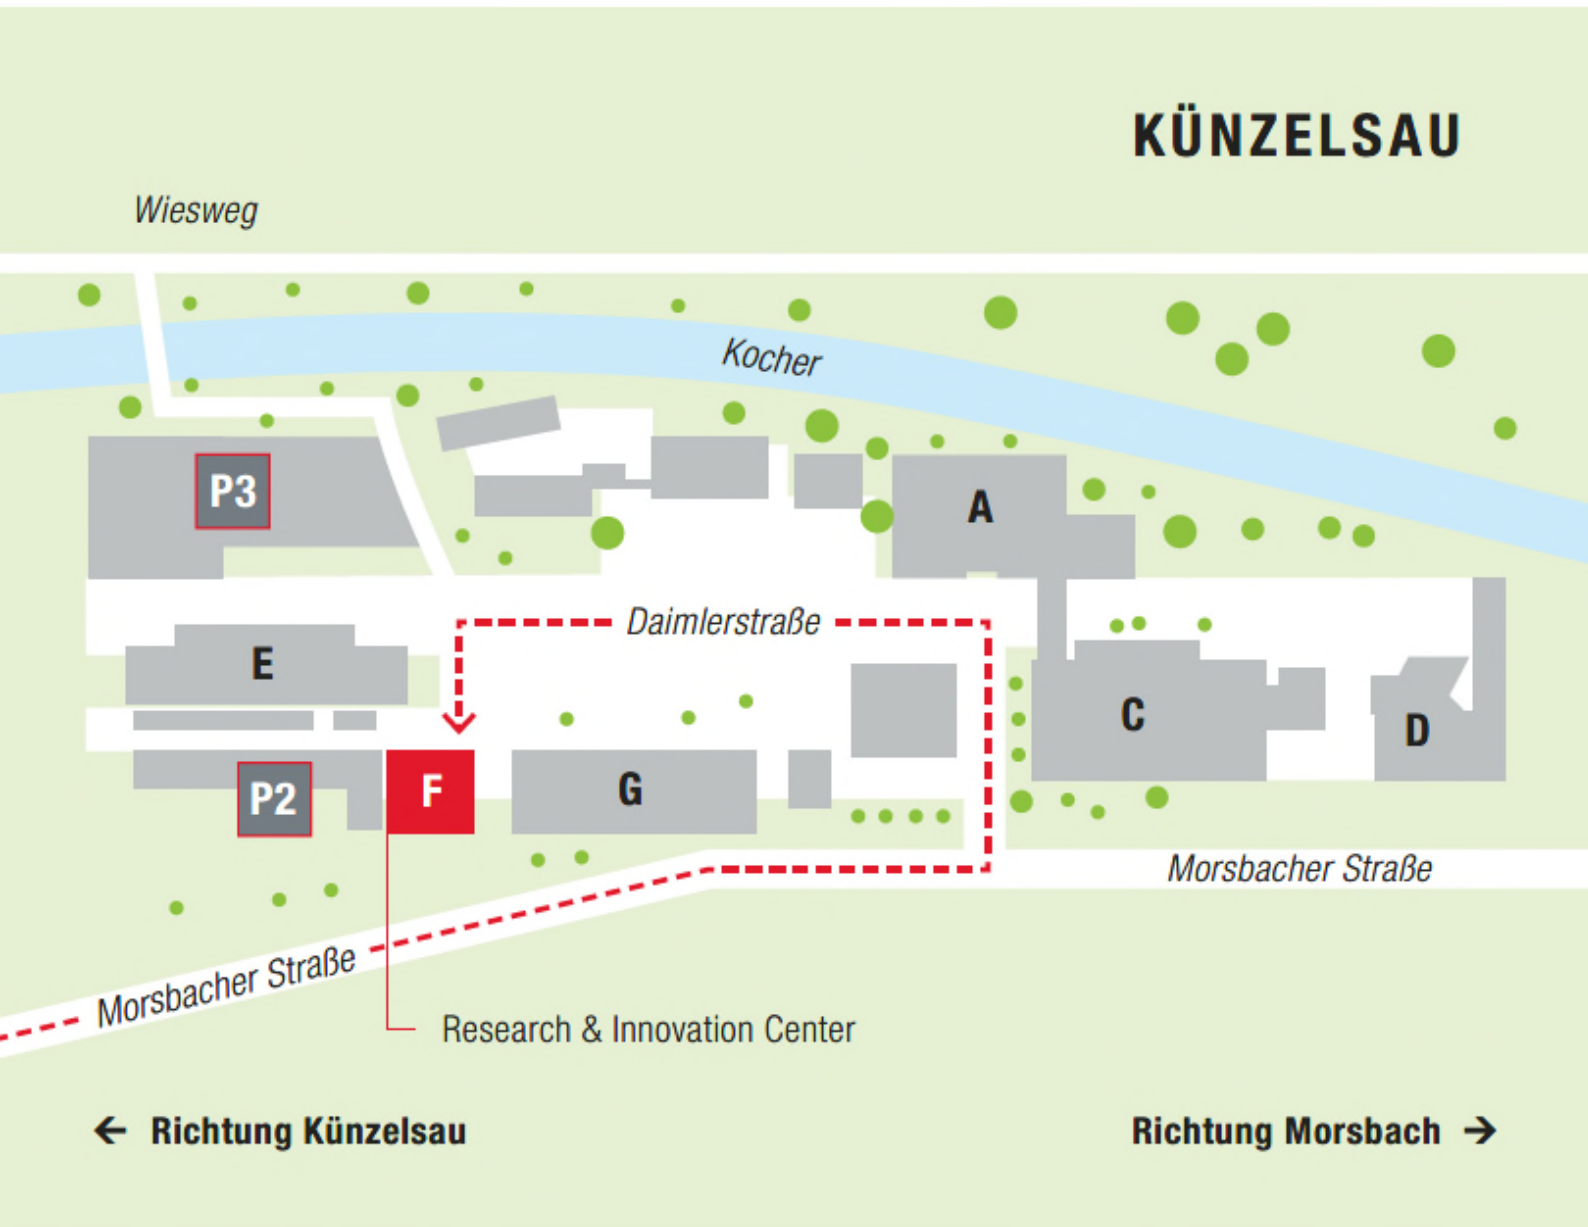 KÜNZELSAU
Wiesweg
Kocher
P3
A
Daimlerstraße
E
C
D
P2
F
G
Morsbacher Straße
Morsbacher Straße
Research & Innovation Center
← Richtung Künzelsau
Richtung Morsbach →